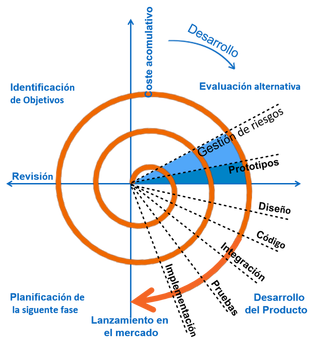 Coste acumulativo
Desarrollo
Identificación
de Objetivos
Evaluación alternativa
Gestión de riesgos
Prototipos
Revisión
Diseño
Código
Integración
Pruebas
Implementación
Planificación de
la siguente fase
Desarrollo
del Producto
Lanzamiento en
el mercado